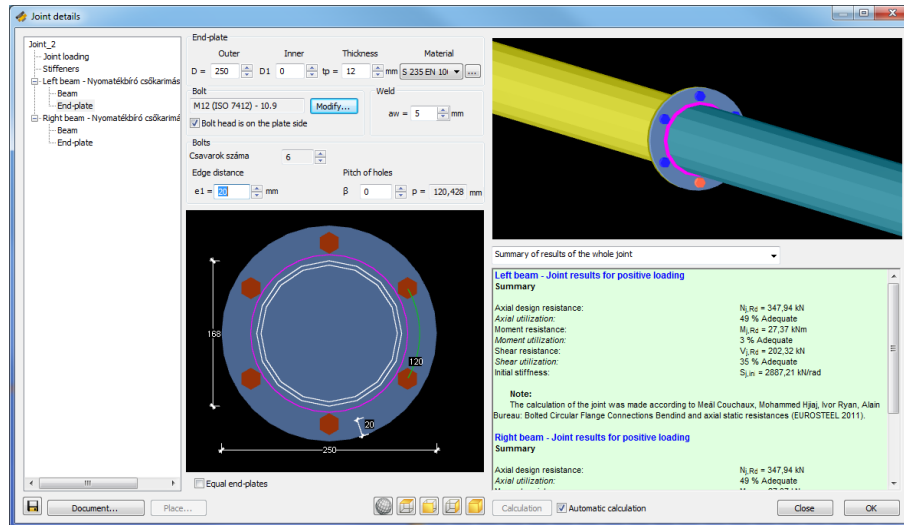 Joint details
Joint_2
Joint loading
Stiffeners
Left beam - Nyomatékbíró csőkarimás
Beam
End-plate
Right beam - Nyomatékbíró csőkarimá
Beam
End-plate
End-plate
Outer Inner Thickness Material
D = 250 D1 0 tp = 12 mm S 235 EN 10 ...
Bolt
M12 (ISO 7412) - 10.9 Modify...
Bolt head is on the plate side
Weld
aw = 5 mm
Bolts
Csavarok száma 6
Edge distance Pitch of holes
e1 = 20 mm β 0 p = 120,428 mm
168
120
20
250
Equal end-plates
Summary of results of the whole joint
Left beam - Joint results for positive loading
Summary
Axial design resistance: Nj,Rd = 347,94 kN
Axial utilization: 49 % Adequate
Moment resistance: Mj,Rd = 27,37 kNm
Moment utilization: 3 % Adequate
Shear resistance: Vj,Rd = 202,32 kN
Shear utilization: 35 % Adequate
Initial stiffness: Sj,in = 2887,21 kN/rad
Note:
The calculation of the joint was made according to Meál Couchaux, Mohammed Hjiaj, Ivor Ryan, Alain
Bureau: Bolted Circular Flange Connections Bendind and axial static resistances (EUROSTEEL 2011).
Right beam - Joint results for positive loading
Summary
Axial design resistance: Nj,Rd = 347,94 kN
Axial utilization: 49 % Adequate
Document... Place... Calculation Automatic calculation Close OK